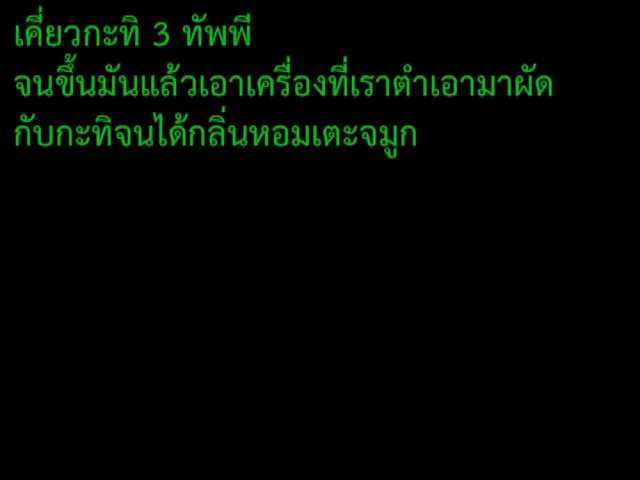 เคี่ยวกะทิ 3 ทัพพี
จนขึ้นมันแล้วเอาเครื่องที่เราตำเอามาผัด
กับกะทิจนได้กลิ่นหอมเตะจมูก